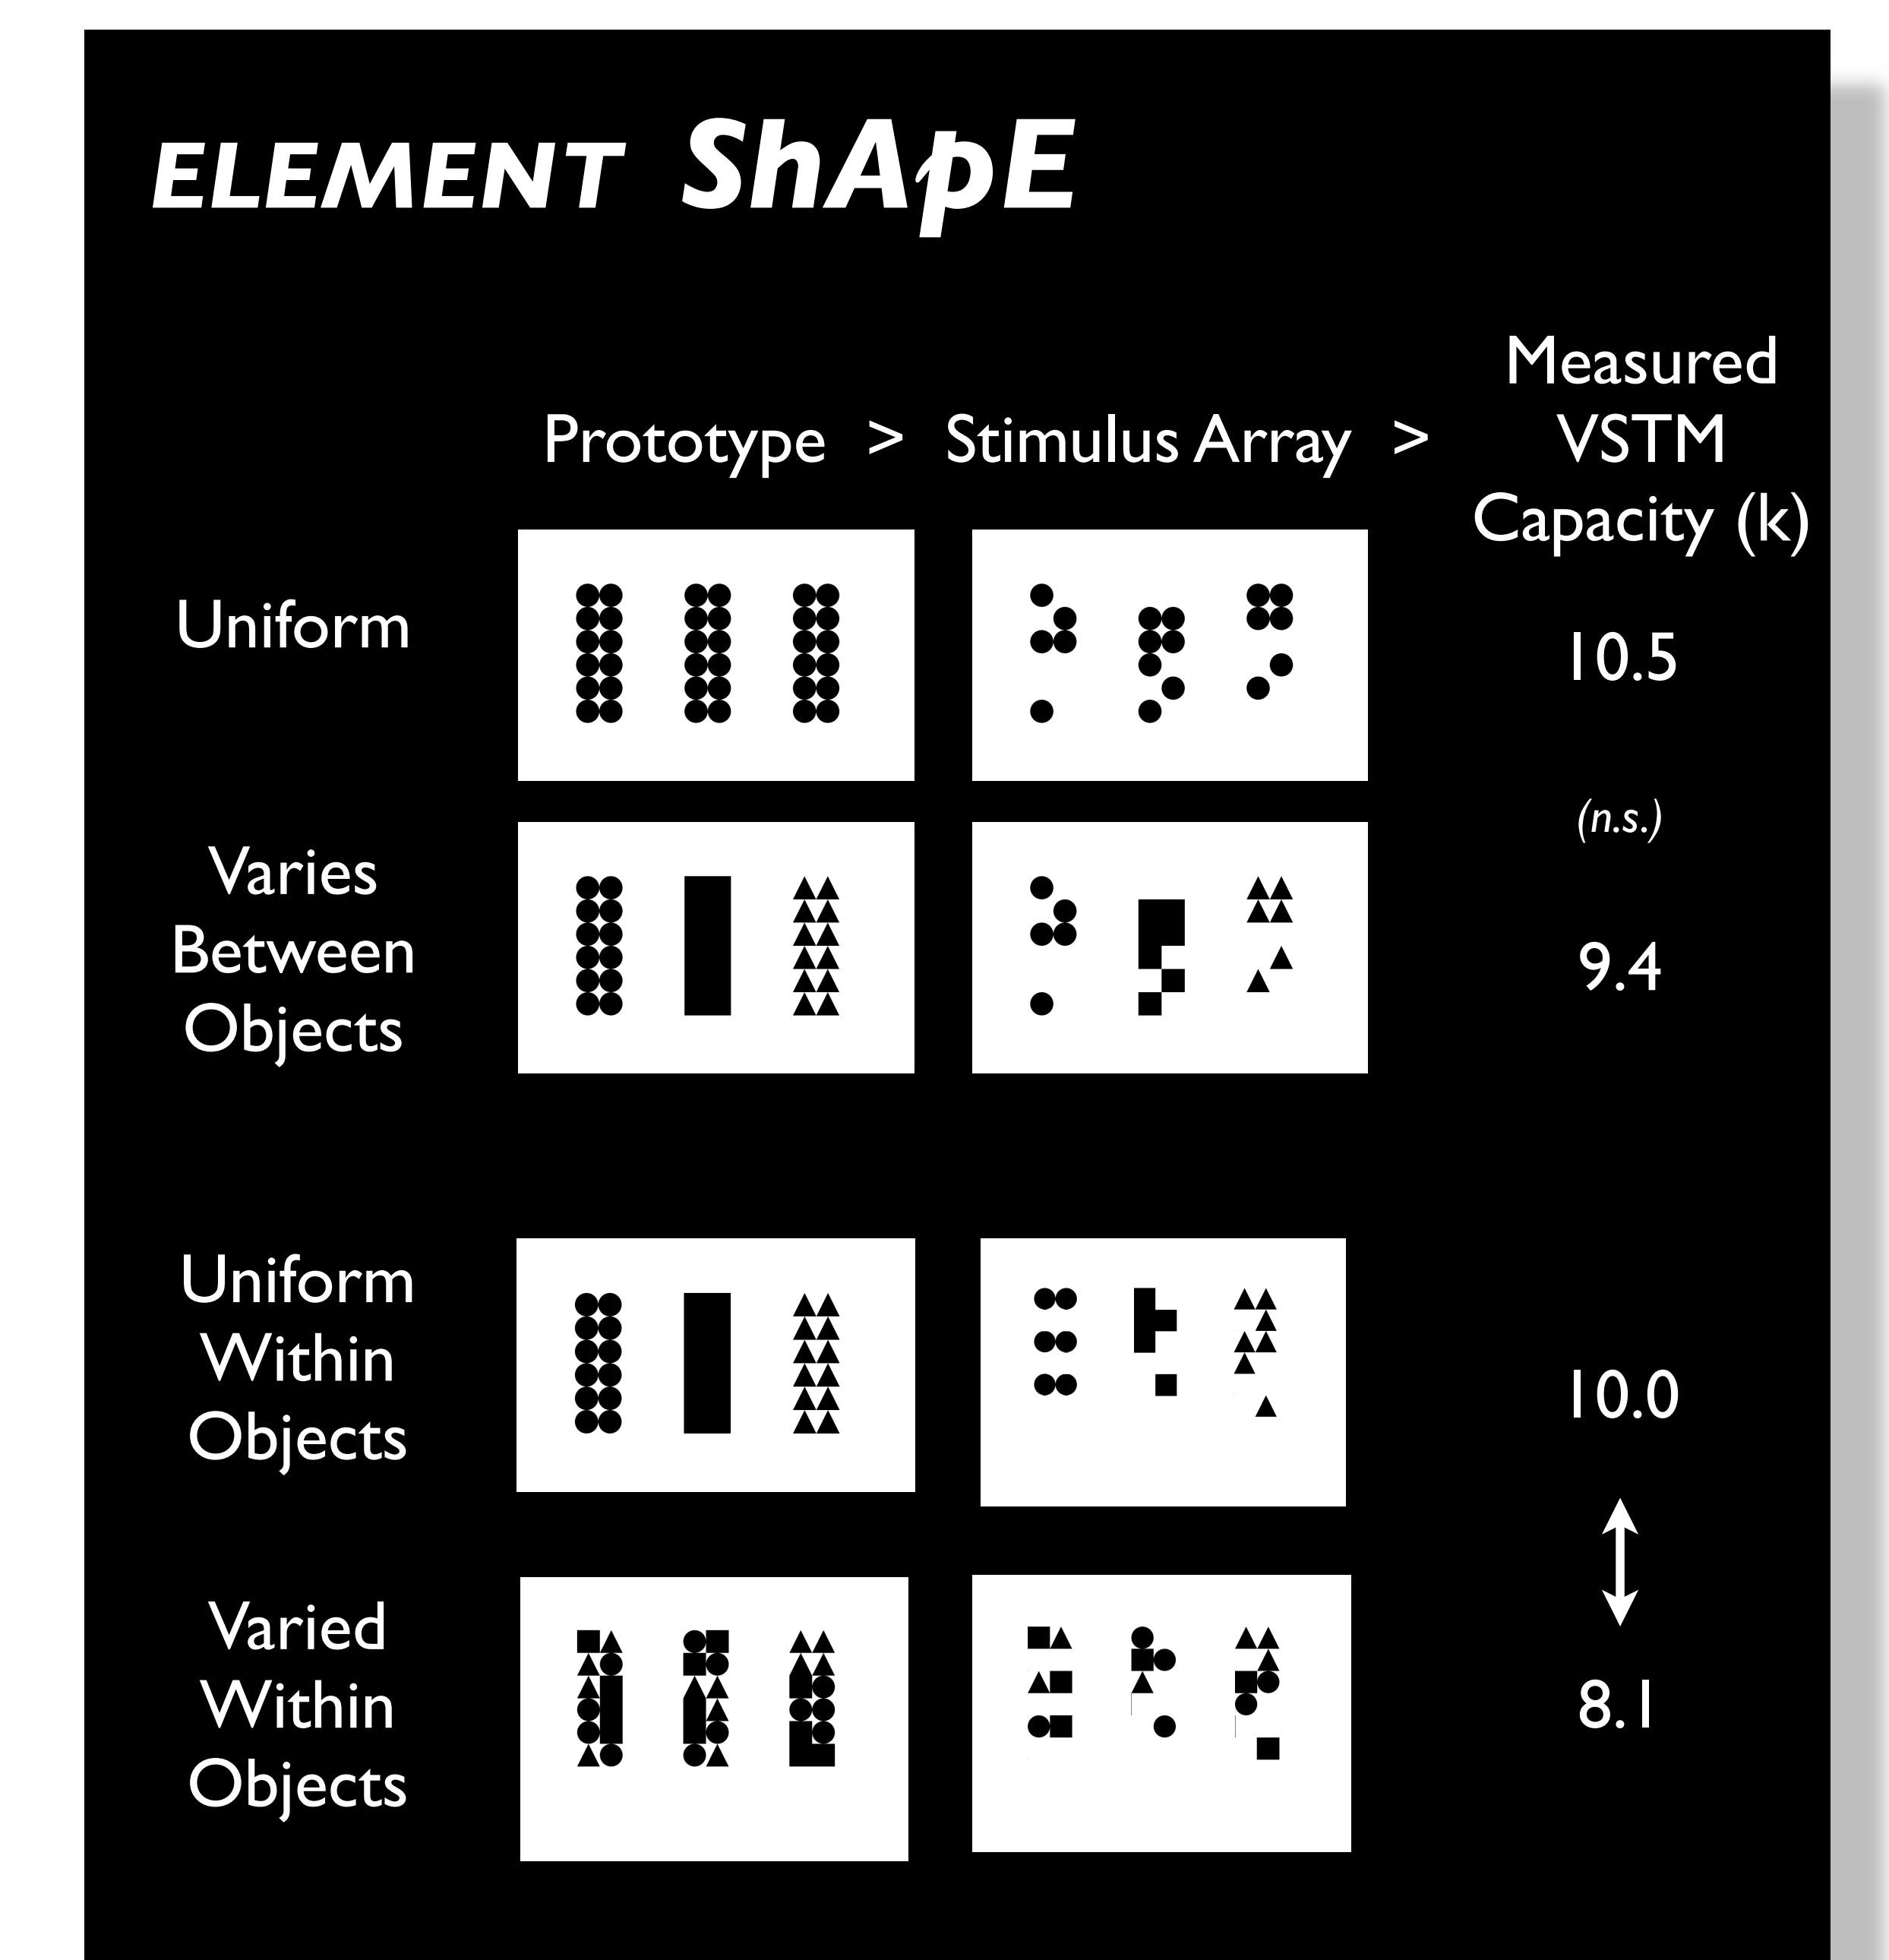 ELEMENT ShApE
Measured
Prototype > Stimulus Array > VSTM
Capacity (k)
Uniform
10.5
(n.s.)
Varies
Between
Objects
9.4
Uniform
Within
Objects
10.0
Varied
Within
Objects
8.1